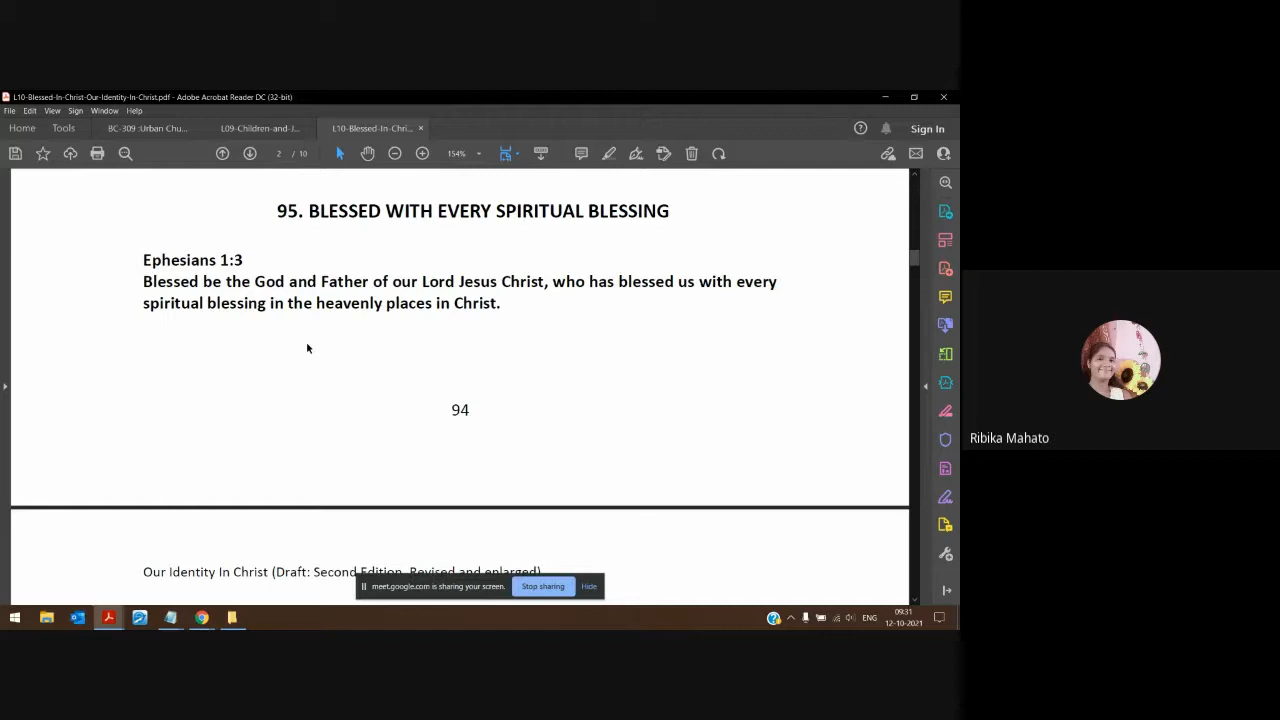 L10-Blessed-In-Christ-Our-Identity-In-Christ.pdf - Adobe Acrobat Reader DC (32-bit)
File Edit View Sign Window Help
Home Tools BC-309 :Urban Chu... L09-Children-and-J... L10-Blessed-In-Chri... × Sign In
2 / 10 154%
95. BLESSED WITH EVERY SPIRITUAL BLESSING
Ephesians 1:3
Blessed be the God and Father of our Lord Jesus Christ, who has blessed us with every
spiritual blessing in the heavenly places in Christ.
94
Ribika Mahato
Our Identity In Christ (Draft: Second Edition, Revised and enlarged)
meet.google.com is sharing your screen. Stop sharing Hide
ENG
09:31
12-10-2021